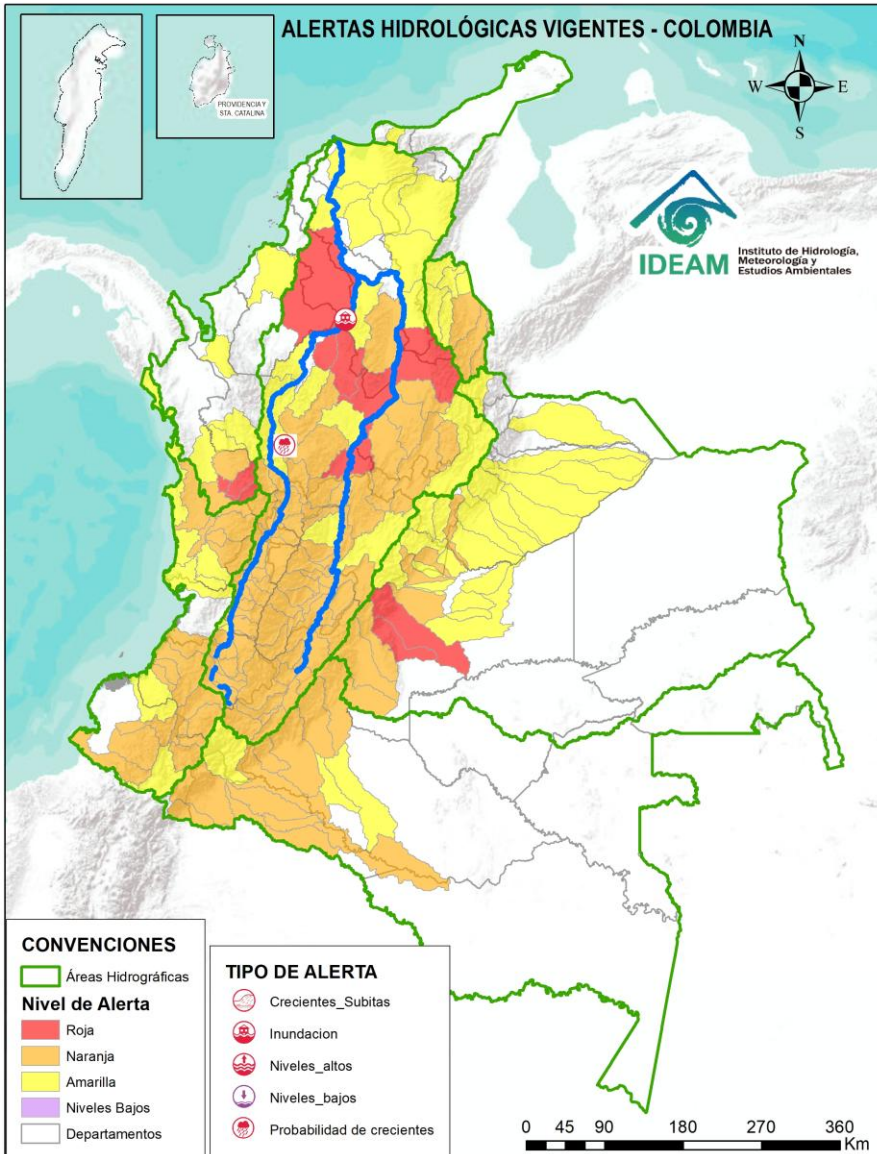 ALERTAS HIDROLÓGICAS VIGENTES - COLOMBIA
PROVIDENCIA Y
STA. CATALINA
N
W
E
S
IDEAM
Instituto de Hidrología,
Meteorología y
Estudios Ambientales
CONVENCIONES
Áreas Hidrográficas
Nivel de Alerta
Roja
Naranja
Amarilla
Niveles Bajos
Departamentos
TIPO DE ALERTA
Crecientes_Subitas
Inundacion
Niveles_altos
Niveles_bajos
Probabilidad de crecientes
0 45 90 180 270 360
Km